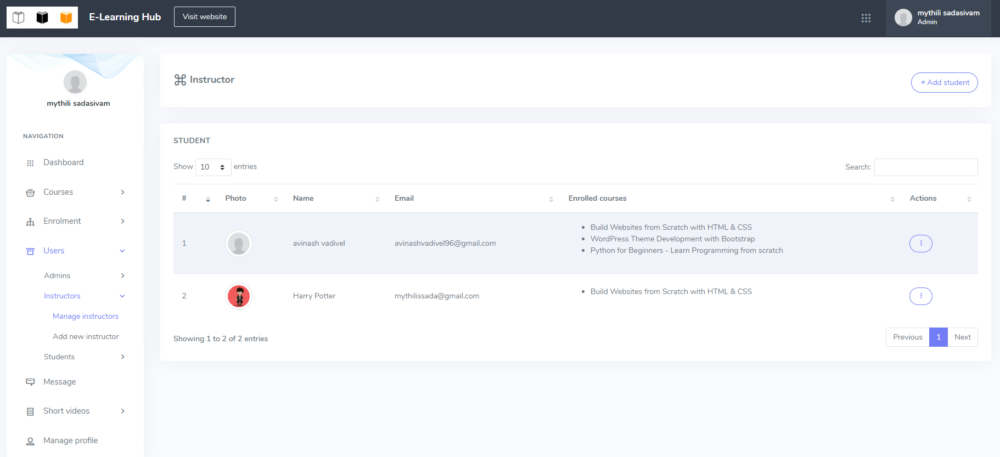 E-Learning Hub
Visit website
mythili sadasivam
Admin
mythili sadasivam
NAVIGATION
Dashboard
Courses
Enrolment
Users
Admins
Instructors
Manage instructors
Add new instructor
Students
Message
Short videos
Manage profile
⌘ Instructor
+ Add student
STUDENT
Show 10 entries
Search:
# Photo Name Email Enrolled courses Actions
1 avinash vadivel avinashvadivel96@gmail.com
• Build Websites from Scratch with HTML & CSS
• WordPress Theme Development with Bootstrap
• Python for Beginners - Learn Programming from scratch
2 Harry Potter mythilissada@gmail.com
• Build Websites from Scratch with HTML & CSS
Showing 1 to 2 of 2 entries
Previous 1 Next